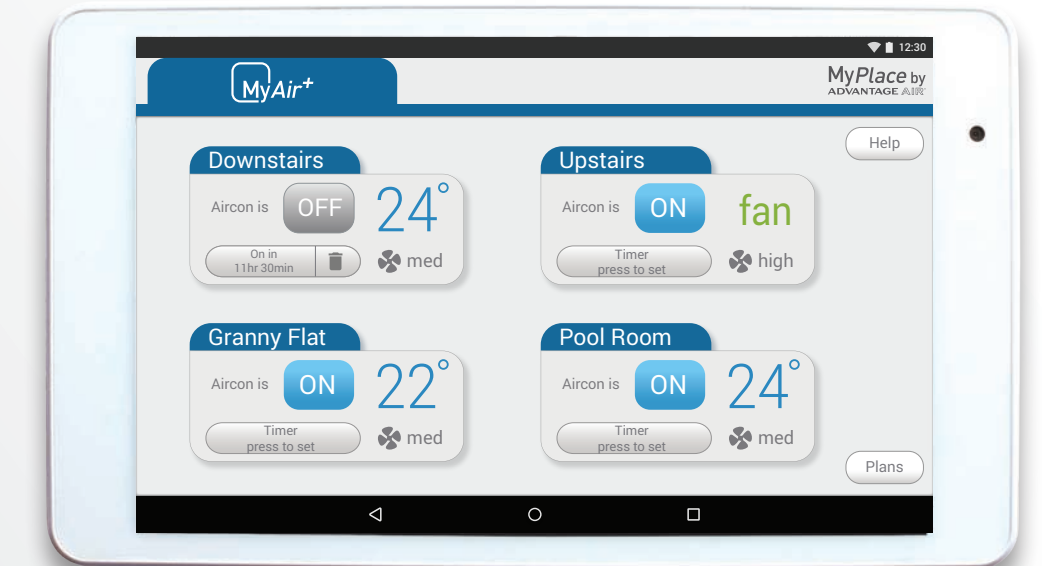 12:30
MyAir+
MyPlace by
ADVANTAGE AIR
Help
Downstairs
Aircon is OFF 24°
On in
11hr 30min
med
Upstairs
Aircon is ON fan
Timer
press to set
high
Granny Flat
Aircon is ON 22°
Timer
press to set
med
Pool Room
Aircon is ON 24°
Timer
press to set
med
Plans